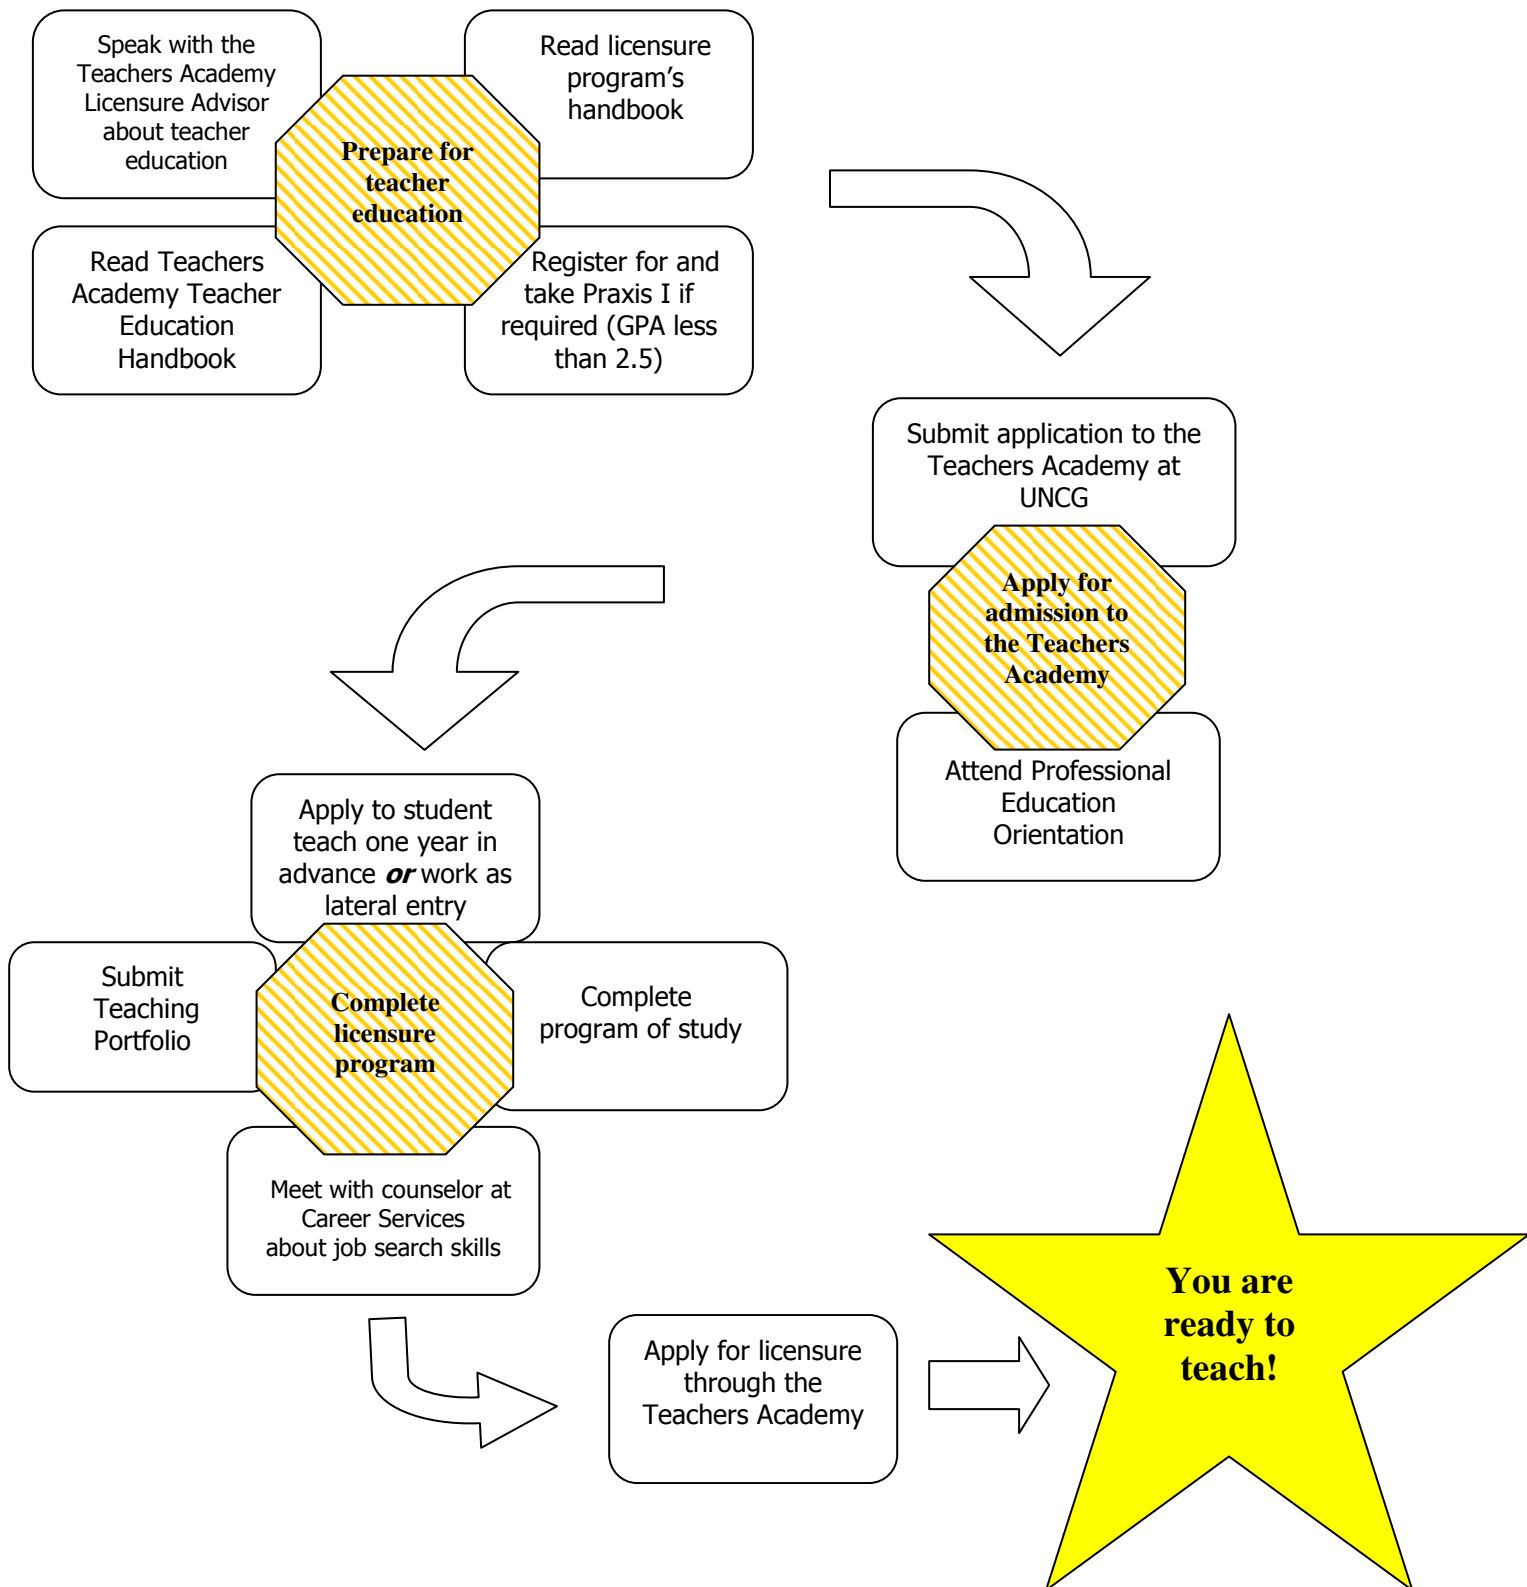 Speak with the
Teachers Academy
Licensure Advisor
about teacher
education
Read licensure
program's
handbook
Prepare for
teacher
education
Read Teachers
Academy Teacher
Education
Handbook
Register for and
take Praxis I if
required (GPA less
than 2.5)
Submit application to the
Teachers Academy at
UNCG
Apply for
admission to
the Teachers
Academy
Attend Professional
Education
Orientation
Apply to student
teach one year in
advance or work as
lateral entry
Submit
Teaching
Portfolio
Complete
licensure
program
Complete
program of study
Meet with counselor at
Career Services
about job search skills
Apply for licensure
through the
Teachers Academy
You are
ready to
teach!